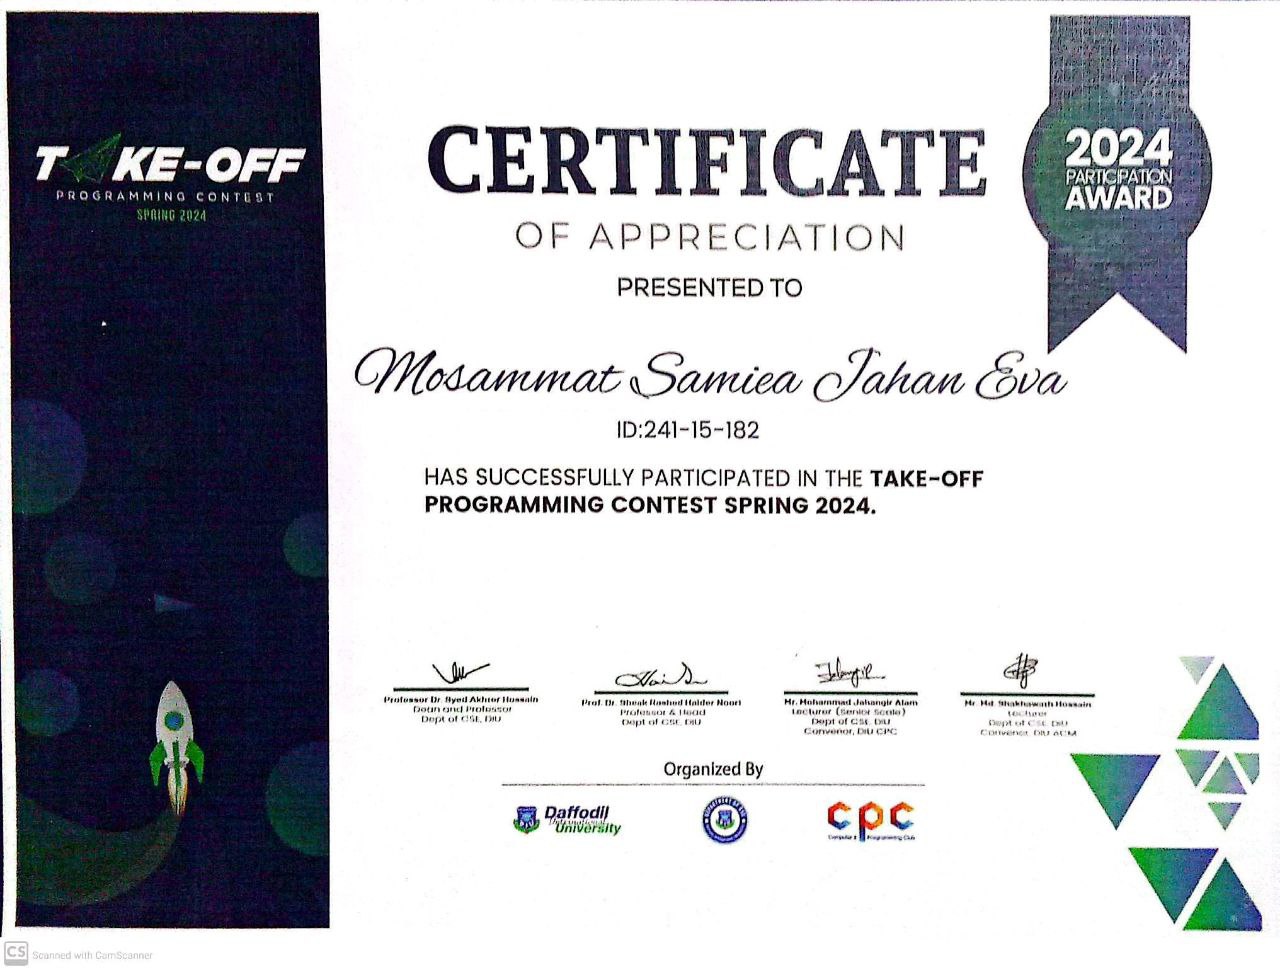 TAKE-OFF
PROGRAMMING CONTEST
SPRING 2024
CERTIFICATE
OF APPRECIATION
2024
PARTICIPATION
AWARD
PRESENTED TO
Mosammat Samiea Jahan Eva
ID:241-15-182
HAS SUCCESSFULLY PARTICIPATED IN THE TAKE-OFF
PROGRAMMING CONTEST SPRING 2024.
Professor Dr. Syed Akhter Hossain
Dean and Professor
Dept of CSE, DIU
Prof. Dr. Sheak Rashed Haider Noori
Professor & Head
Dept of CSE, DIU
Mr. Mohammad Jahangir Alam
Lecturer (Senior Scale)
Dept of CSE, DIU
Convenor, DIU CPC
Mr. Md. Shakhawath Hossain
Lecturer
Dept of CSE, DIU
Convenor, DIU ACM
Organized By
Daffodil
International
University
cpc
Computer & Programming Club
CS Scanned with CamScanner